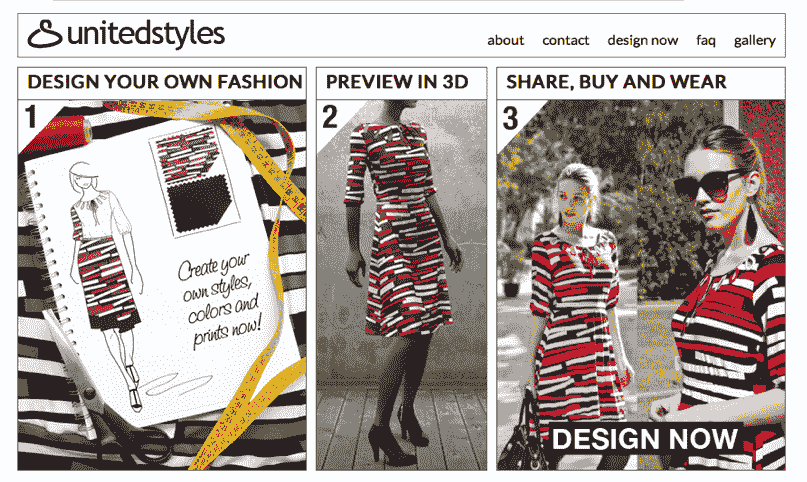 unitedstyles
about contact design now faq gallery
DESIGN YOUR OWN FASHION
1
Create your
own styles,
colors and
prints now!
PREVIEW IN 3D
2
SHARE, BUY AND WEAR
3
DESIGN NOW